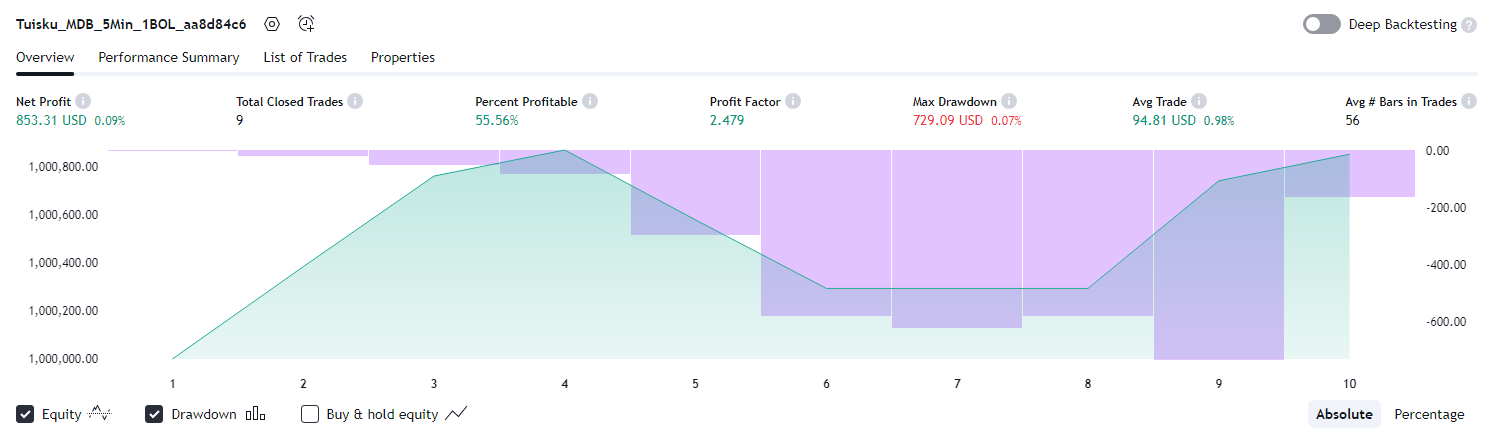 Tuisku_MDB_5Min_1BOL_aa8d84c6 Deep Backtesting ?
Overview Performance Summary List of Trades Properties
Net Profit Total Closed Trades Percent Profitable Profit Factor Max Drawdown Avg Trade Avg # Bars in Trades
853.31 USD 0.09% 9 55.56% 2.479 729.09 USD 0.07% 94.81 USD 0.98% 56
0.00
1,000,800.00
-200.00
1,000,600.00
1,000,400.00
-400.00
1,000,200.00
-600.00
1,000,000.00
1 2 3 4 5 6 7 8 9 10
Equity Drawdown Buy & hold equity Absolute Percentage